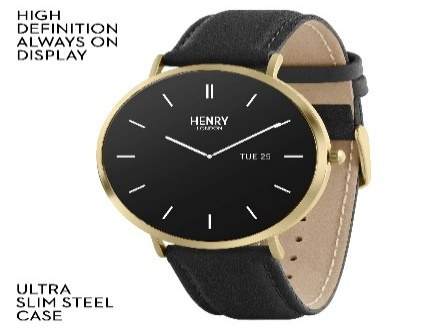 HIGH
DEFINITION
ALWAYS ON
DISPLAY
HENRY
LONDON
TUE 25
ULTRA
SLIM STEEL
CASE